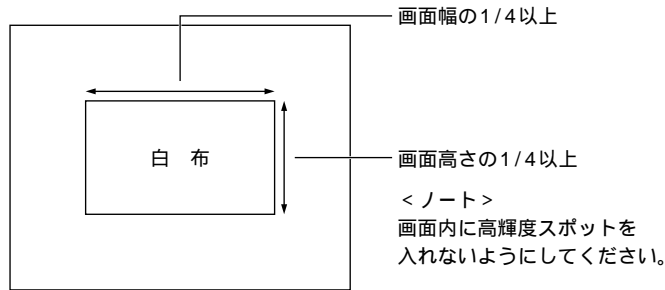 画面幅の1/4以上
白　布
画面高さの1/4以上
<ノート>
画面内に高輝度スポットを
入れないようにしてください。